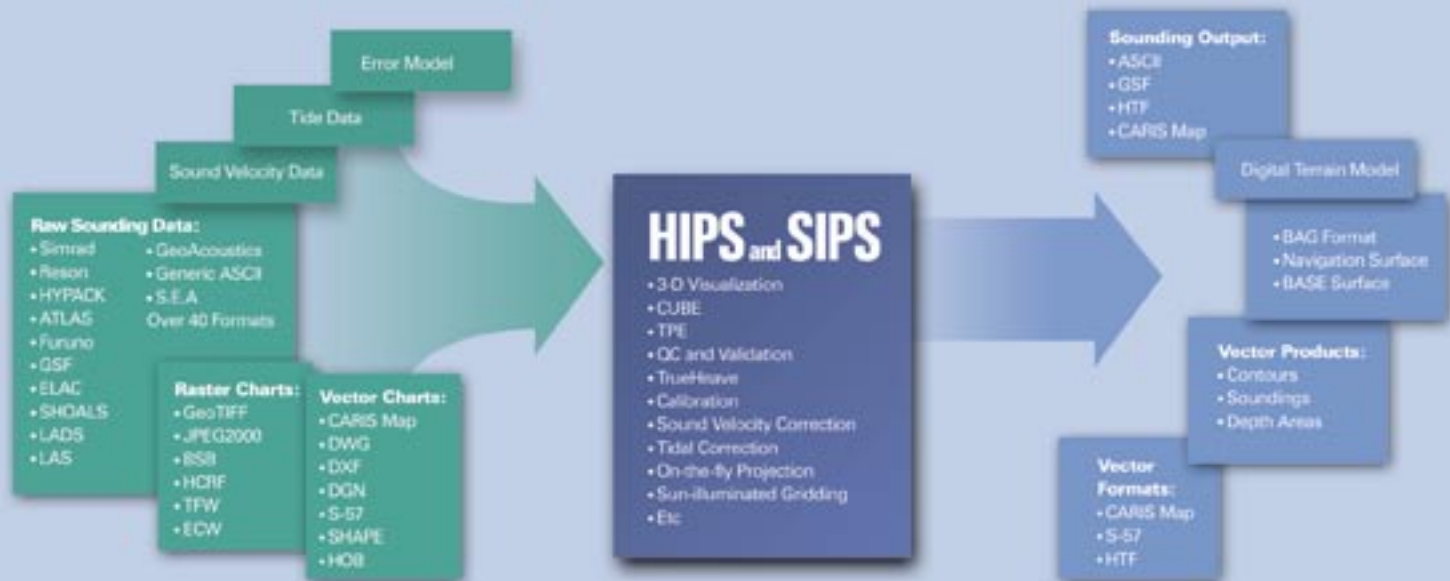 Error Model
Tide Data
Sound Velocity Data
Raw Sounding Data:
• Simrad
• Reson
• HYPACK
• ATLAS
• Furuno
• GSF
• ELAC
• SHOALS
• LADS
• LAS
• GeoAcoustics
• Generic ASCII
• S.E.A
Over 40 Formats
Raster Charts:
• GeoTIFF
• JPEG2000
• BSB
• HCRF
• TFW
• ECW
Vector Charts:
• CARIS Map
• DWG
• DXF
• DGN
• S-57
• SHAPE
• HOB
HIPS and SIPS
• 3-D Visualization
• CUBE
• TPE
• QC and Validation
• TrueHeave
• Calibration
• Sound Velocity Correction
• Tidal Correction
• On-the-fly Projection
• Sun-illuminated Gridding
• Etc
Sounding Output:
• ASCII
• GSF
• HTF
• CARIS Map
Digital Terrain Model
• BAG Format
• Navigation Surface
• BASE Surface
Vector Products:
• Contours
• Soundings
• Depth Areas
Vector
Formats:
• CARIS Map
• S-57
• HTF